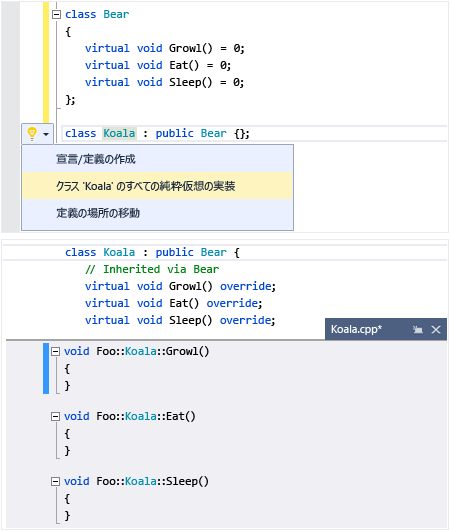 class Bear
{
virtual void Growl() = 0;
virtual void Eat() = 0;
virtual void Sleep() = 0;
};
class Koala : public Bear {};
宣言/定義の作成
クラス 'Koala' のすべての純粋仮想の実装
定義の場所の移動
class Koala : public Bear {
// Inherited via Bear
virtual void Growl() override;
virtual void Eat() override;
virtual void Sleep() override;
Koala.cpp*
void Foo::Koala::Growl()
{
}
void Foo::Koala::Eat()
{
}
void Foo::Koala::Sleep()
{
}